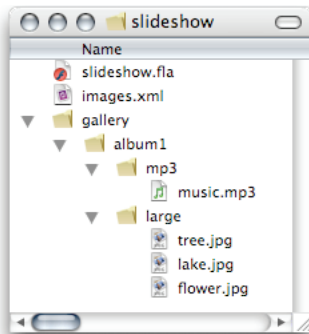 slideshow
Name
slideshow.fla
images.xml
gallery
album1
mp3
music.mp3
large
tree.jpg
lake.jpg
flower.jpg